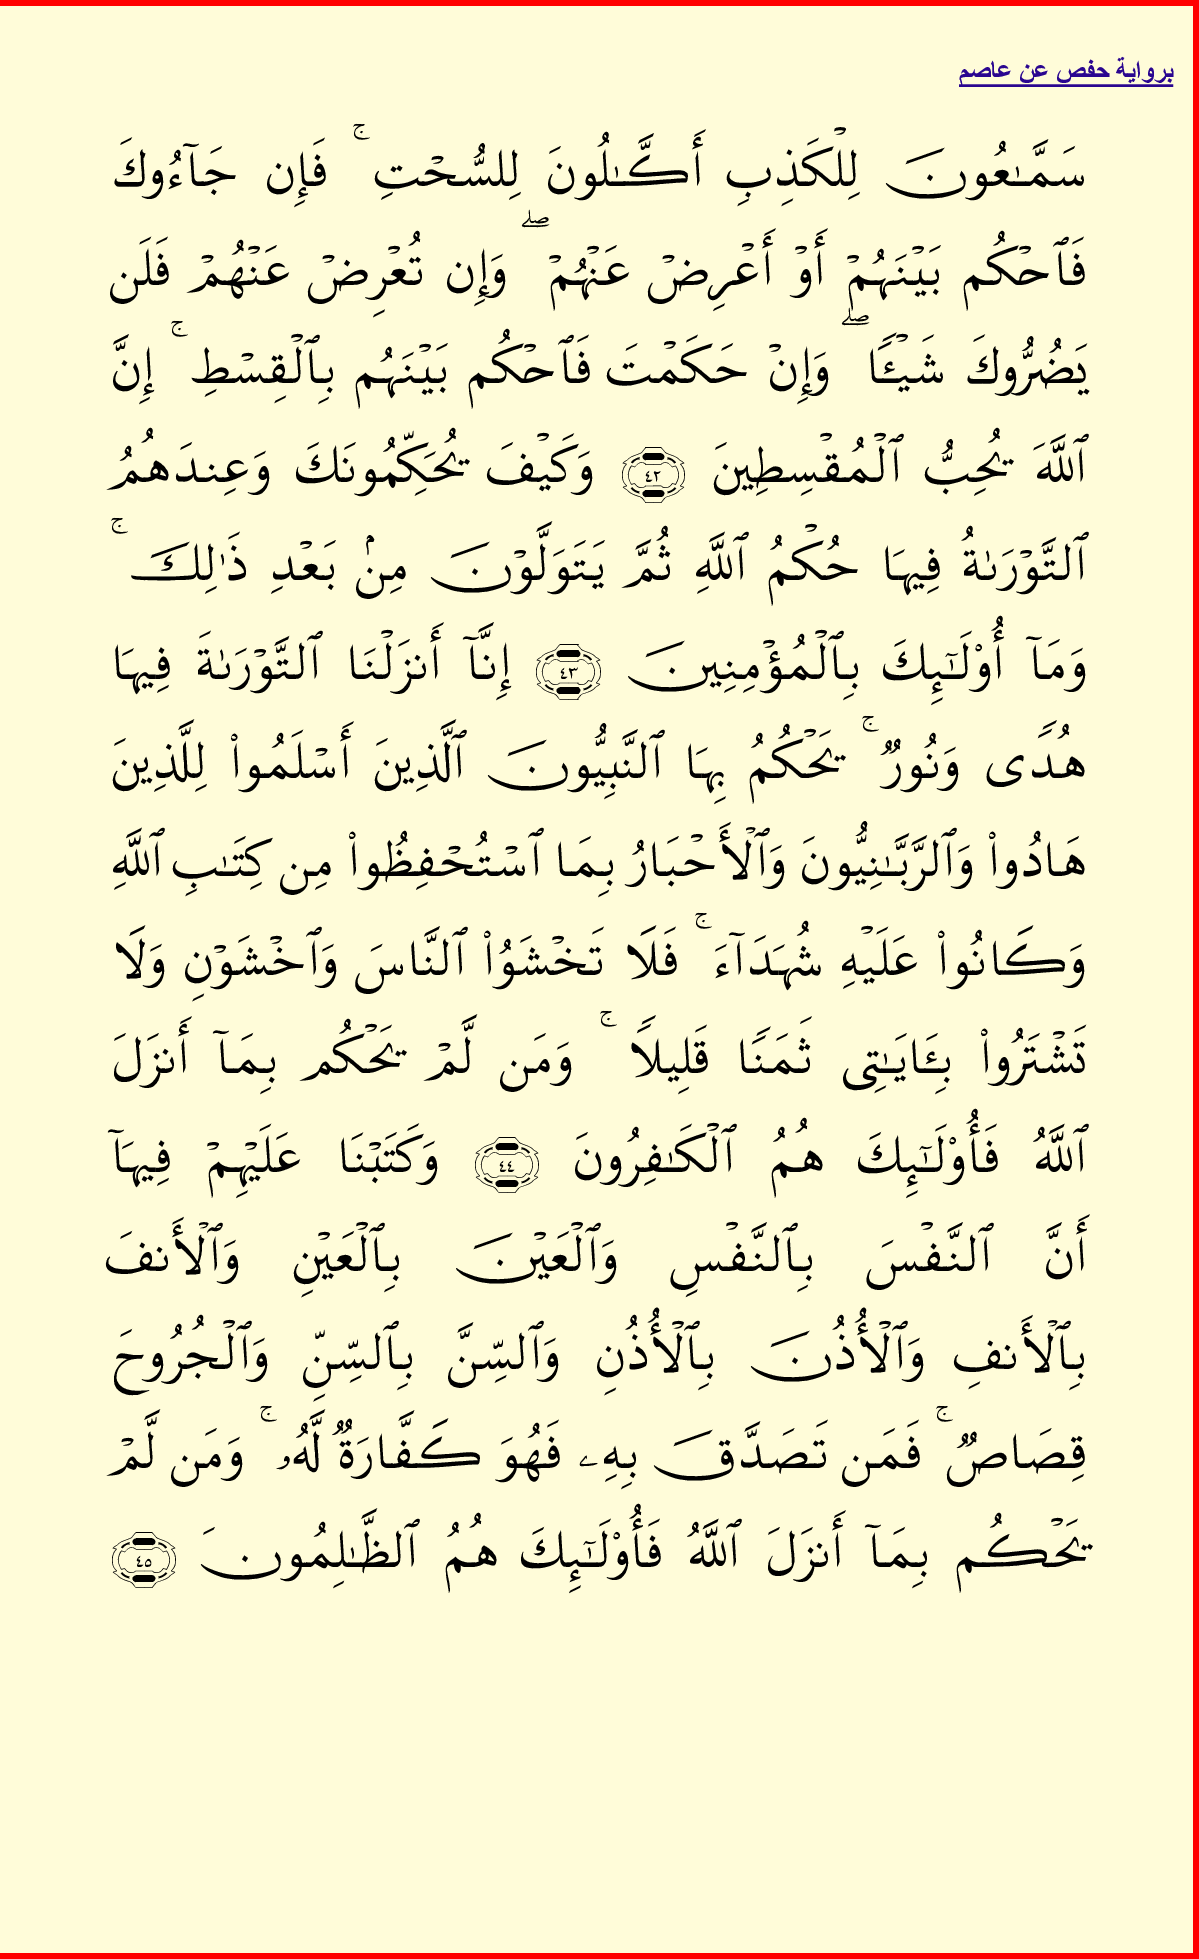 برواية حفص عن عاصم
سَمَّـٰعُونَ لِلۡكَذِبِ أَكَّـٰلُونَ لِلسُّحۡتِۚ فَإِن جَآءُوكَ
فَٱحۡكُم بَيۡنَهُمۡ أَوۡ أَعۡرِضۡ عَنۡهُمۡۖ وَإِن تُعۡرِضۡ عَنۡهُمۡ فَلَن
يَضُرُّوكَ شَيۡـًٔاۖ وَإِنۡ حَكَمۡتَ فَٱحۡكُم بَيۡنَهُم بِٱلۡقِسۡطِۚ إِنَّ
ٱللَّهَ يُحِبُّ ٱلۡمُقۡسِطِينَ ٤٢ وَكَيۡفَ يُحَكِّمُونَكَ وَعِندَهُمُ
ٱلتَّوۡرَىٰةُ فِيهَا حُكۡمُ ٱللَّهِ ثُمَّ يَتَوَلَّوۡنَ مِنۢ بَعۡدِ ذَٰلِكَۚ
وَمَآ أُوْلَـٰٓئِكَ بِٱلۡمُؤۡمِنِينَ ٤٣ إِنَّآ أَنزَلۡنَا ٱلتَّوۡرَىٰةَ فِيهَا
هُدًى وَنُورٌۚ يَحۡكُمُ بِهَا ٱلنَّبِيُّونَ ٱلَّذِينَ أَسۡلَمُواْ لِلَّذِينَ
هَادُواْ وَٱلرَّبَّـٰنِيُّونَ وَٱلۡأَحۡبَارُ بِمَا ٱسۡتُحۡفِظُواْ مِن كِتَـٰبِ ٱللَّهِ
وَكَانُواْ عَلَيۡهِ شُهَدَآءَۚ فَلَا تَخۡشَوُاْ ٱلنَّاسَ وَٱخۡشَوۡنِ وَلَا
تَشۡتَرُواْ بِـَٔايَـٰتِى ثَمَنًا قَلِيلًاۚ وَمَن لَّمۡ يَحۡكُم بِمَآ أَنزَلَ
ٱللَّهُ فَأُوْلَـٰٓئِكَ هُمُ ٱلۡكَـٰفِرُونَ ٤٤ وَكَتَبۡنَا عَلَيۡهِمۡ فِيهَآ
أَنَّ ٱلنَّفۡسَ بِٱلنَّفۡسِ وَٱلۡعَيۡنَ بِٱلۡعَيۡنِ وَٱلۡأَنفَ
بِٱلۡأَنفِ وَٱلۡأُذُنَ بِٱلۡأُذُنِ وَٱلسِّنَّ بِٱلسِّنِّ وَٱلۡجُرُوحَ
قِصَاصٌۚ فَمَن تَصَدَّقَ بِهِۦ فَهُوَ كَفَّارَةٌ لَّهُۥۚ وَمَن لَّمۡ
يَحۡكُم بِمَآ أَنزَلَ ٱللَّهُ فَأُوْلَـٰٓئِكَ هُمُ ٱلظَّـٰلِمُونَ ٤٥